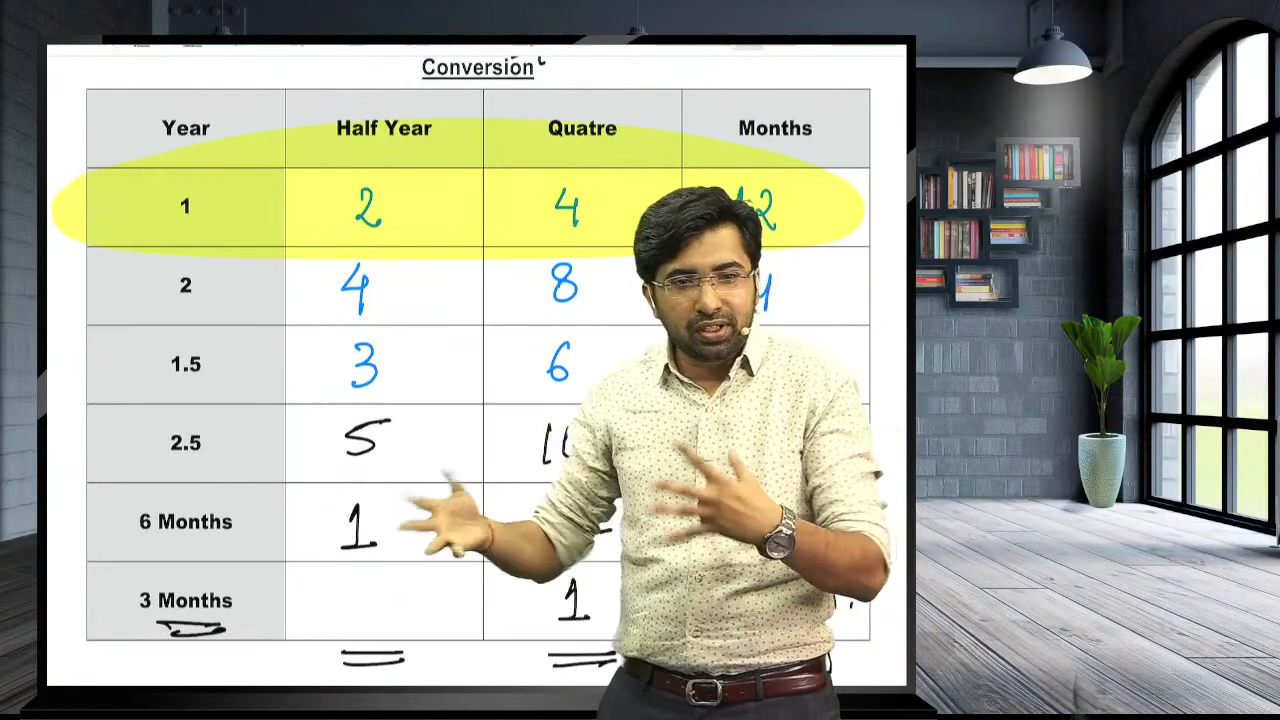 Conversion
Year Half Year Quatre Months
1 2 4 12
2 4 8
1.5 3 6
2.5 5
6 Months 1
3 Months 1